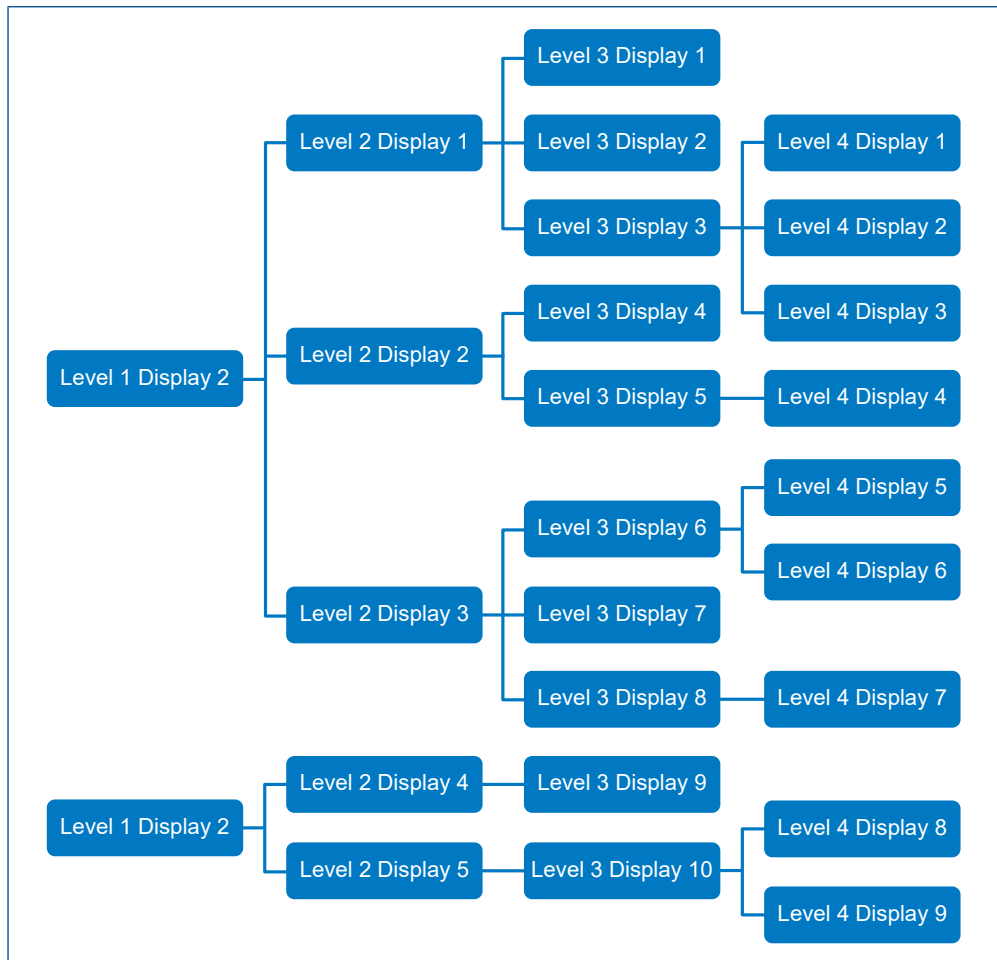 Level 3 Display 1
Level 2 Display 1
Level 3 Display 2
Level 4 Display 1
Level 3 Display 3
Level 4 Display 2
Level 3 Display 4
Level 4 Display 3
Level 2 Display 2
Level 1 Display 2
Level 3 Display 5
Level 4 Display 4
Level 4 Display 5
Level 3 Display 6
Level 4 Display 6
Level 2 Display 3
Level 3 Display 7
Level 3 Display 8
Level 4 Display 7
Level 2 Display 4
Level 3 Display 9
Level 1 Display 2
Level 4 Display 8
Level 2 Display 5
Level 3 Display 10
Level 4 Display 9